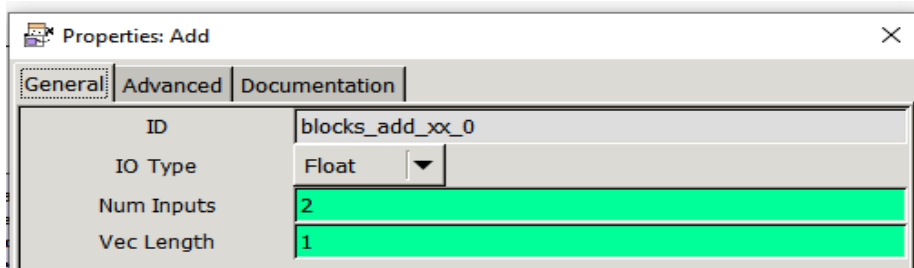 Properties: Add
General Advanced Documentation
ID blocks_add_xx_0
IO Type Float
Num Inputs 2
Vec Length 1